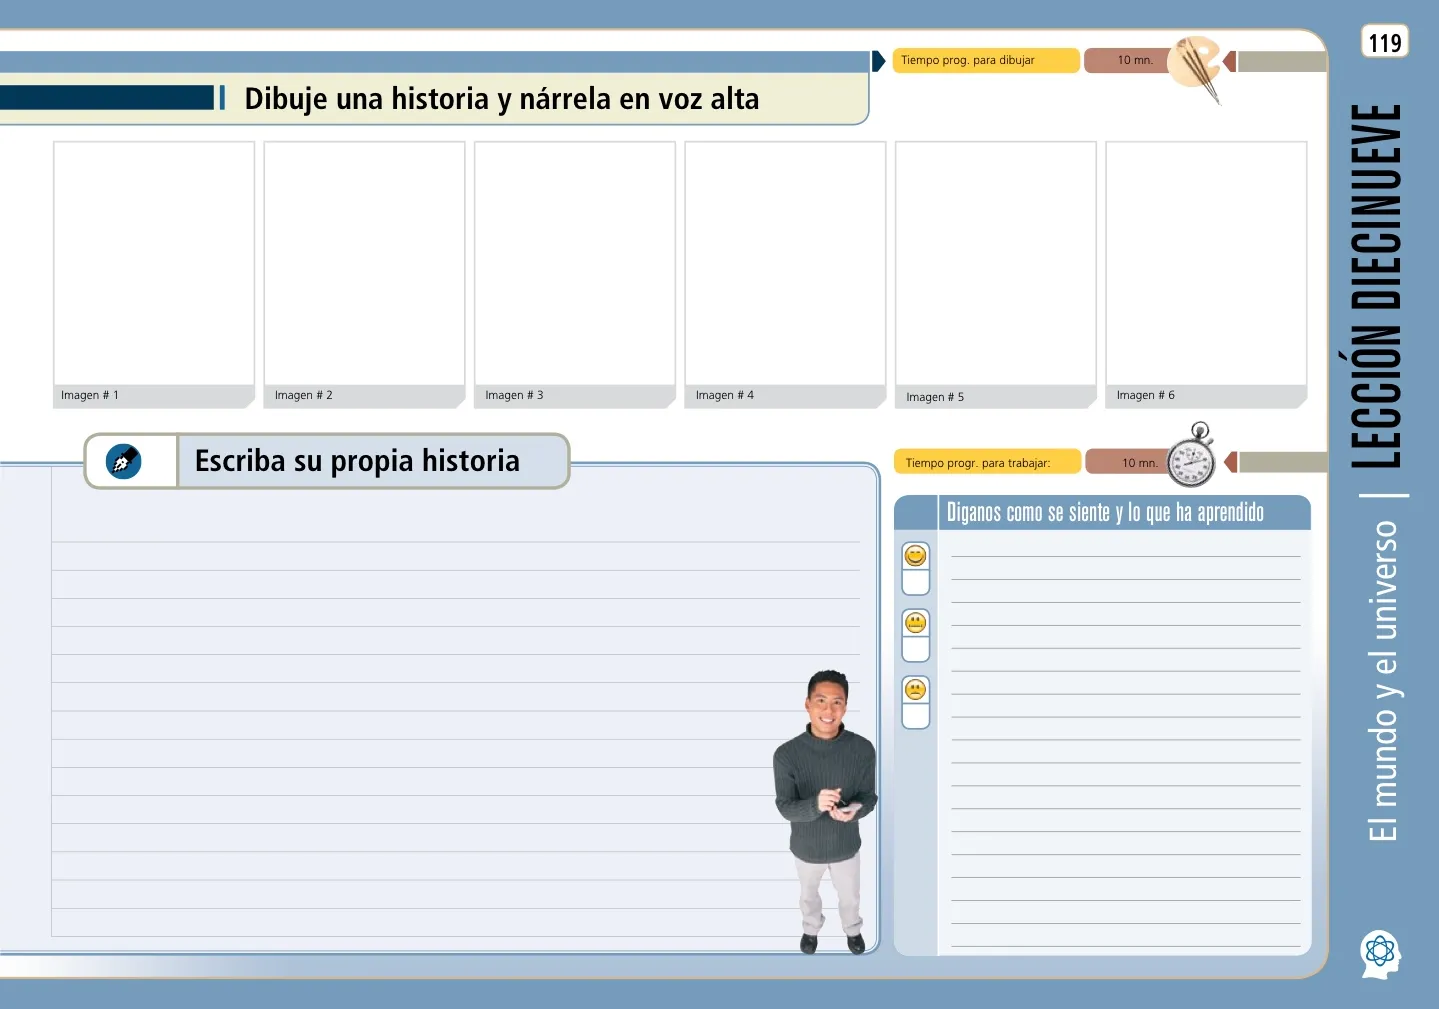 119
Tiempo prog. para dibujar
10 mn.
Dibuje una historia y nárrela en voz alta
Imagen # 1
Imagen # 2
Imagen # 3
Imagen # 4
Imagen # 5
Imagen # 6
Escriba su propia historia
Tiempo progr. para trabajar:
10 mn.
Diganos como se siente y lo que ha aprendido
LECCIÓN DIECINUEVE
El mundo y el universo